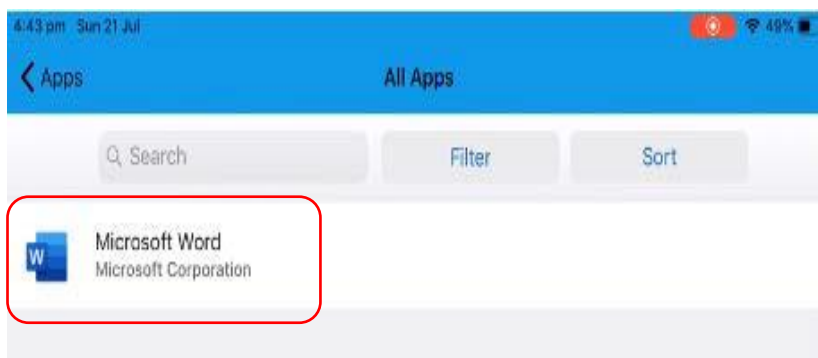 4:43 pm Sun 21 Jul 49%
Apps All Apps
Search Filter Sort
W
Microsoft Word
Microsoft Corporation